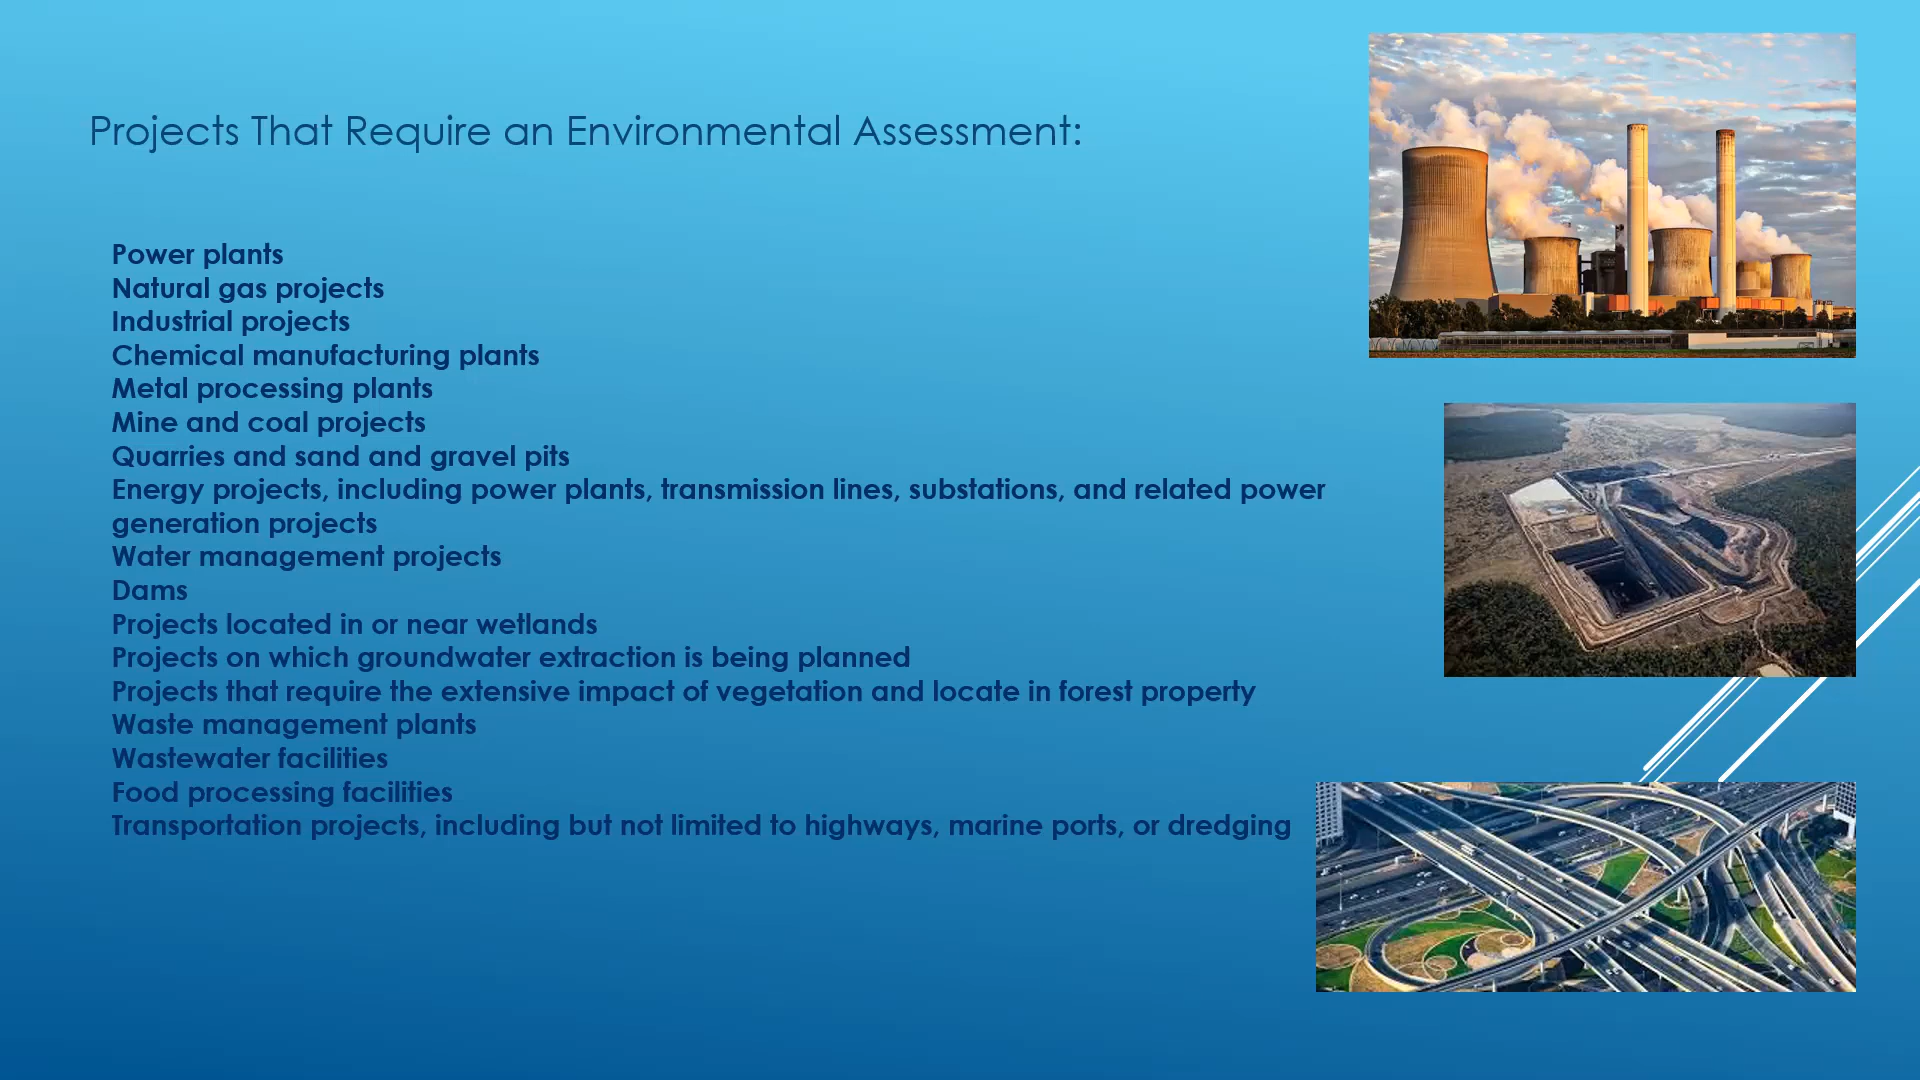 Projects That Require an Environmental Assessment:
Power plants
Natural gas projects
Industrial projects
Chemical manufacturing plants
Metal processing plants
Mine and coal projects
Quarries and sand and gravel pits
Energy projects, including power plants, transmission lines, substations, and related power
generation projects
Water management projects
Dams
Projects located in or near wetlands
Projects on which groundwater extraction is being planned
Projects that require the extensive impact of vegetation and locate in forest property
Waste management plants
Wastewater facilities
Food processing facilities
Transportation projects, including but not limited to highways, marine ports, or dredging